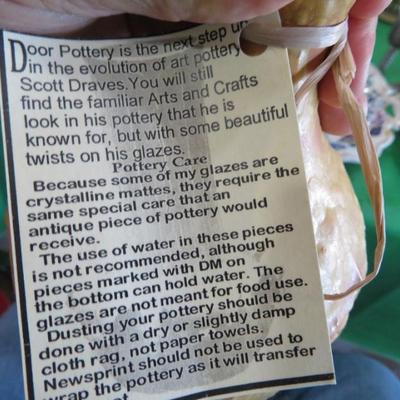 Door Pottery is the next step up
in the evolution of art pottery
Scott Draves. You will still
find the familiar Arts and Crafts
look in his pottery that he is
known for, but with some beautiful
twists on his glazes.
Pottery Care
Because some of my glazes are
crystalline mattes, they require the
same special care that an
antique piece of pottery would
receive.
The use of water in these pieces
is not recommended, although
pieces marked with DM on
the bottom can hold water. The
glazes are not meant for food use.
Dusting your pottery should be
done with a dry or slightly damp
cloth rag, not paper towels.
Newsprint should not be used to
wrap the pottery as it will transfer